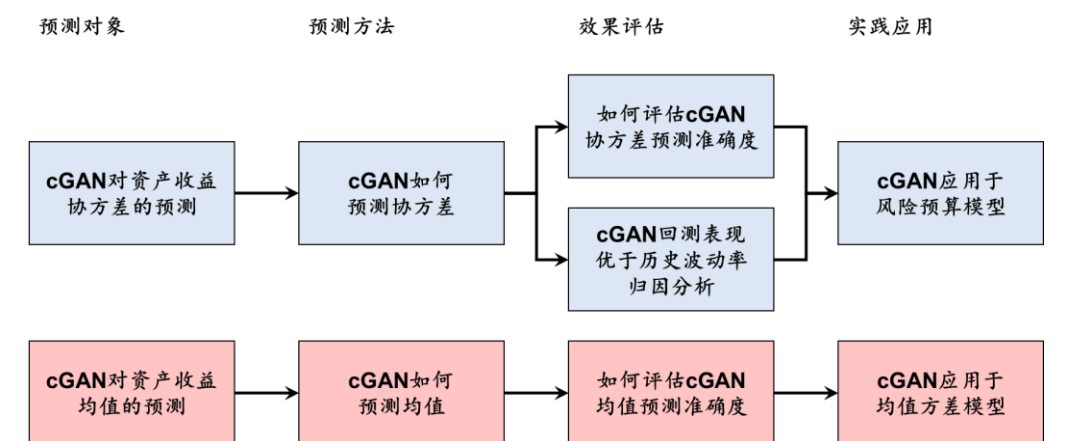 预测对象
预测方法
效果评估
实践应用
cGAN对资产收益
协方差的预测
cGAN如何
预测协方差
如何评估cGAN
协方差预测准确度
cGAN回测表现
优于历史波动率
归因分析
cGAN应用于
风险预算模型
cGAN对资产收益
均值的预测
cGAN如何
预测均值
如何评估cGAN
均值预测准确度
cGAN应用于
均值方差模型